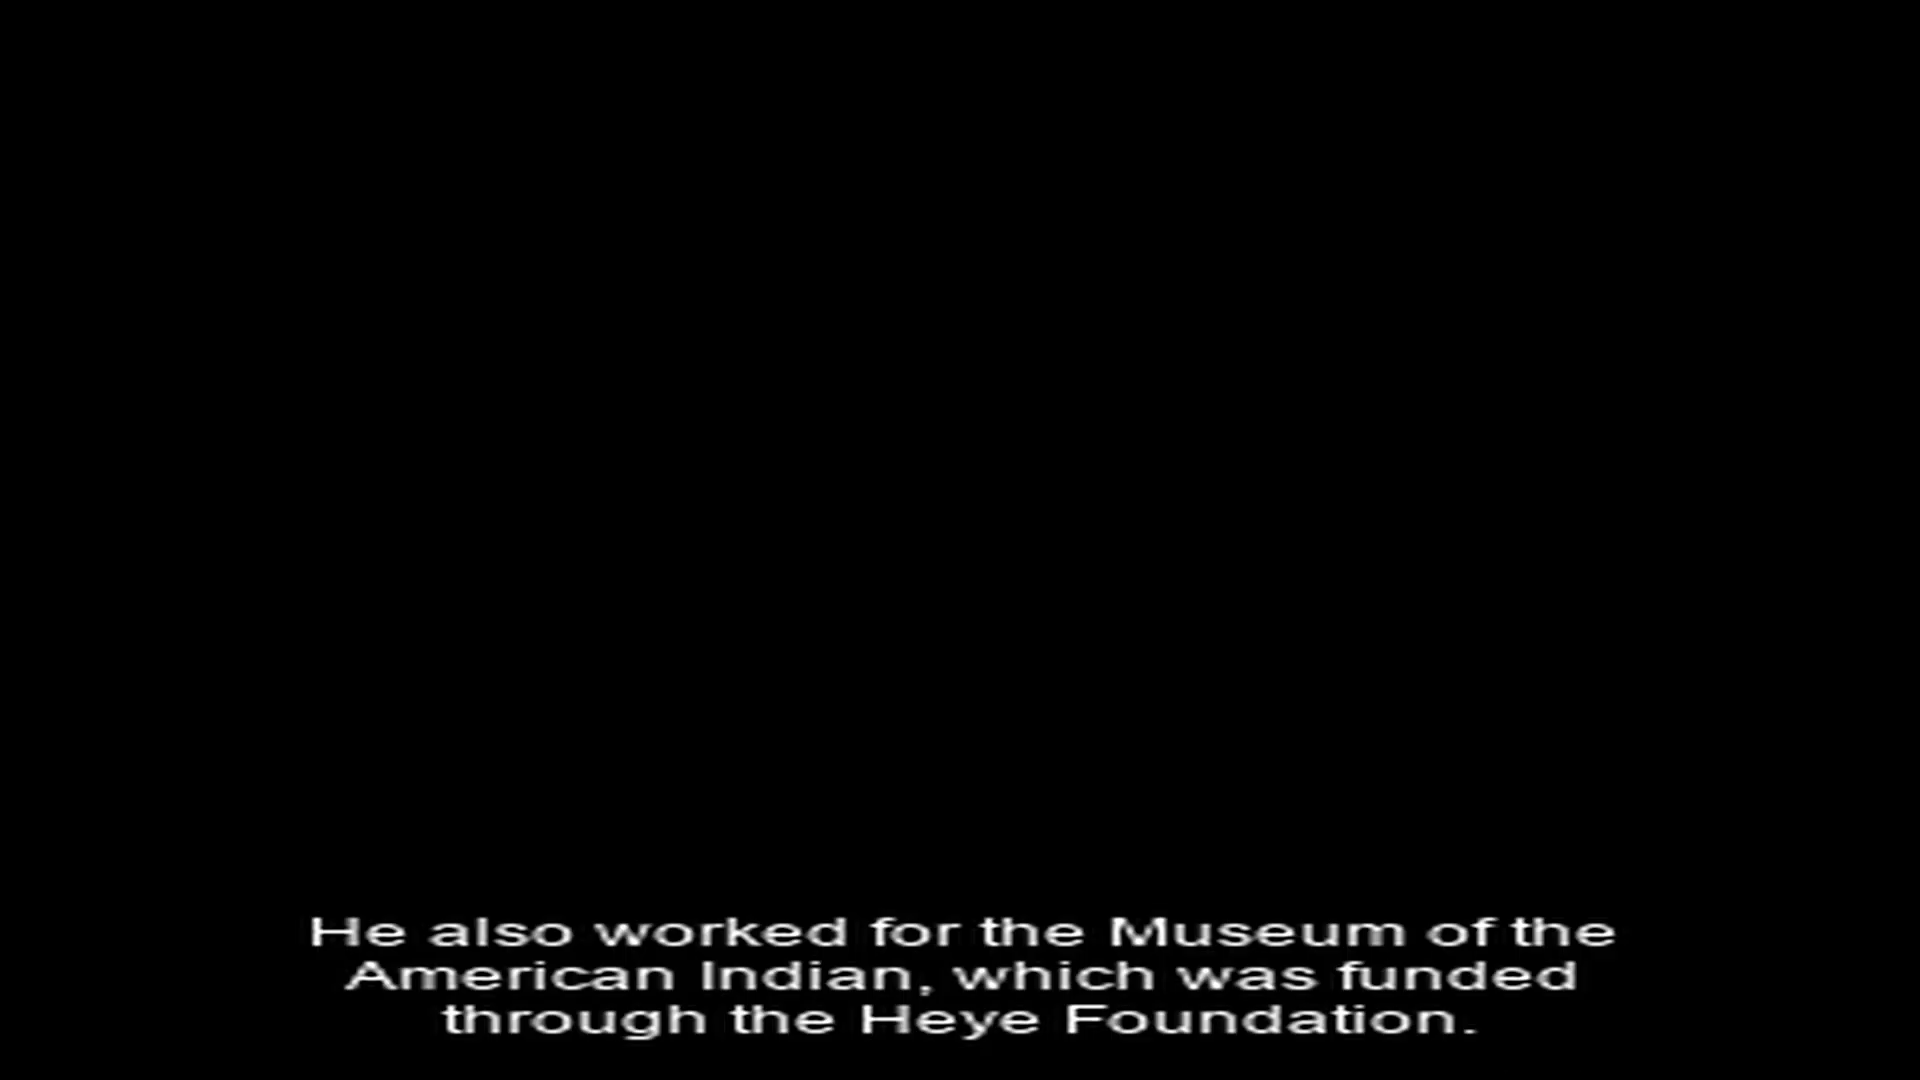 He also worked for the Museum of the
American Indian, which was funded
through the Heye Foundation.